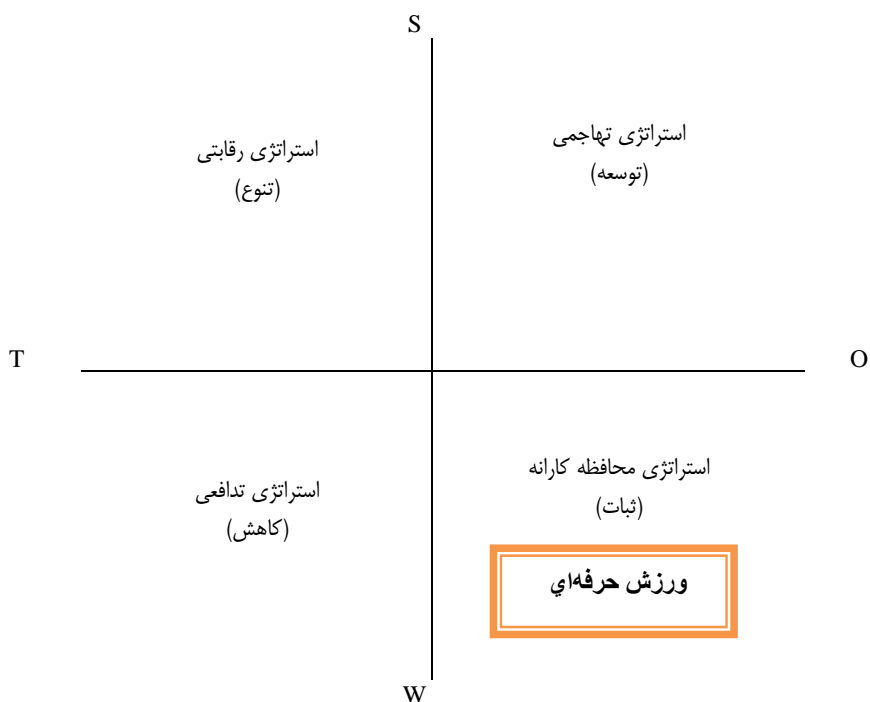 S
استراتژی تهاجمی
(توسعه)
استراتژی رقابتی
(تنوع)
T
O
استراتژی محافظه کارانه
(ثبات)
استراتژی تدافعی
(کاهش)
ورزش حرفه‌اي
W